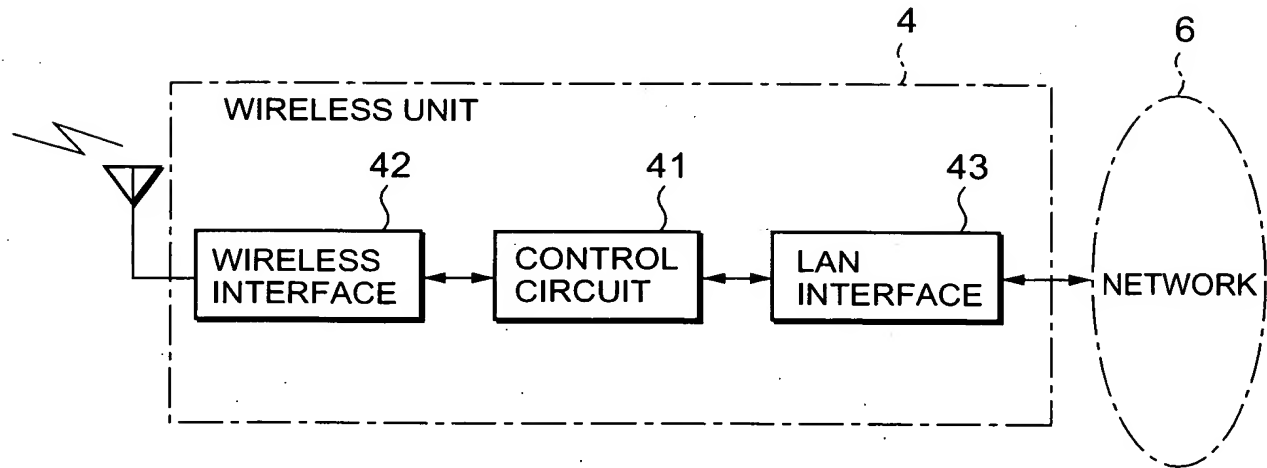 4
6
WIRELESS UNIT
42
41
43
WIRELESS
INTERFACE
CONTROL
CIRCUIT
LAN
INTERFACE
NETWORK